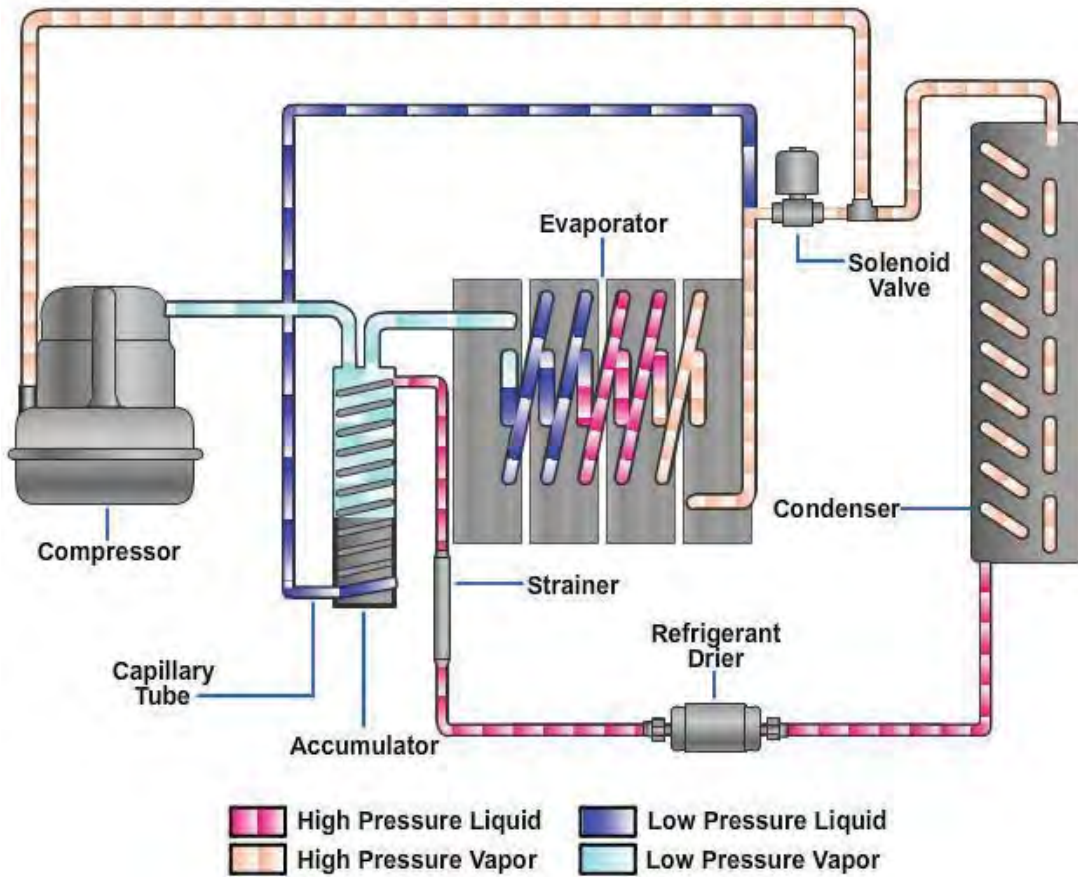 Evaporator
Solenoid
Valve
Compressor
Condenser
Strainer
Refrigerant
Drier
Capillary
Tube
Accumulator
High Pressure Liquid
Low Pressure Liquid
High Pressure Vapor
Low Pressure Vapor